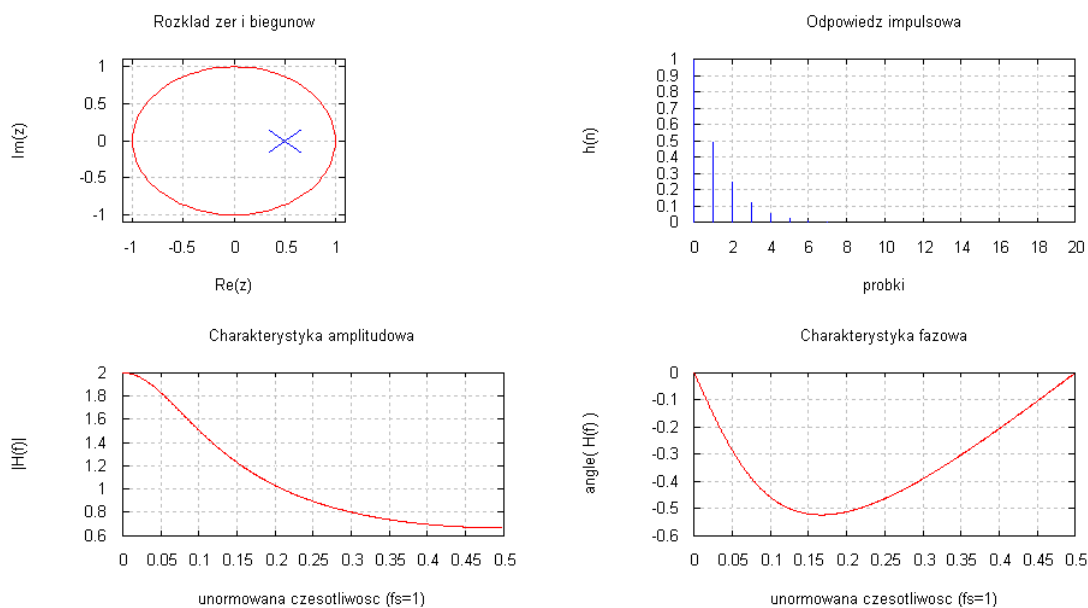 Rozklad zer i biegunow
Im(z)
1
0.5
0
-0.5
-1
-1 -0.5 0 0.5 1
Re(z)
Odpowiedz impulsowa
h(n)
1
0.9
0.8
0.7
0.6
0.5
0.4
0.3
0.2
0.1
0
0 2 4 6 8 10 12 14 16 18 20
probki
Charakterystyka amplitudowa
|H(f)|
2
1.8
1.6
1.4
1.2
1
0.8
0.6
0 0.05 0.1 0.15 0.2 0.25 0.3 0.35 0.4 0.45 0.5
unormowana czesotliwosc (fs=1)
Charakterystyka fazowa
angle( H(f) )
0
-0.1
-0.2
-0.3
-0.4
-0.5
-0.6
0 0.05 0.1 0.15 0.2 0.25 0.3 0.35 0.4 0.45 0.5
unormowana czesotliwosc (fs=1)